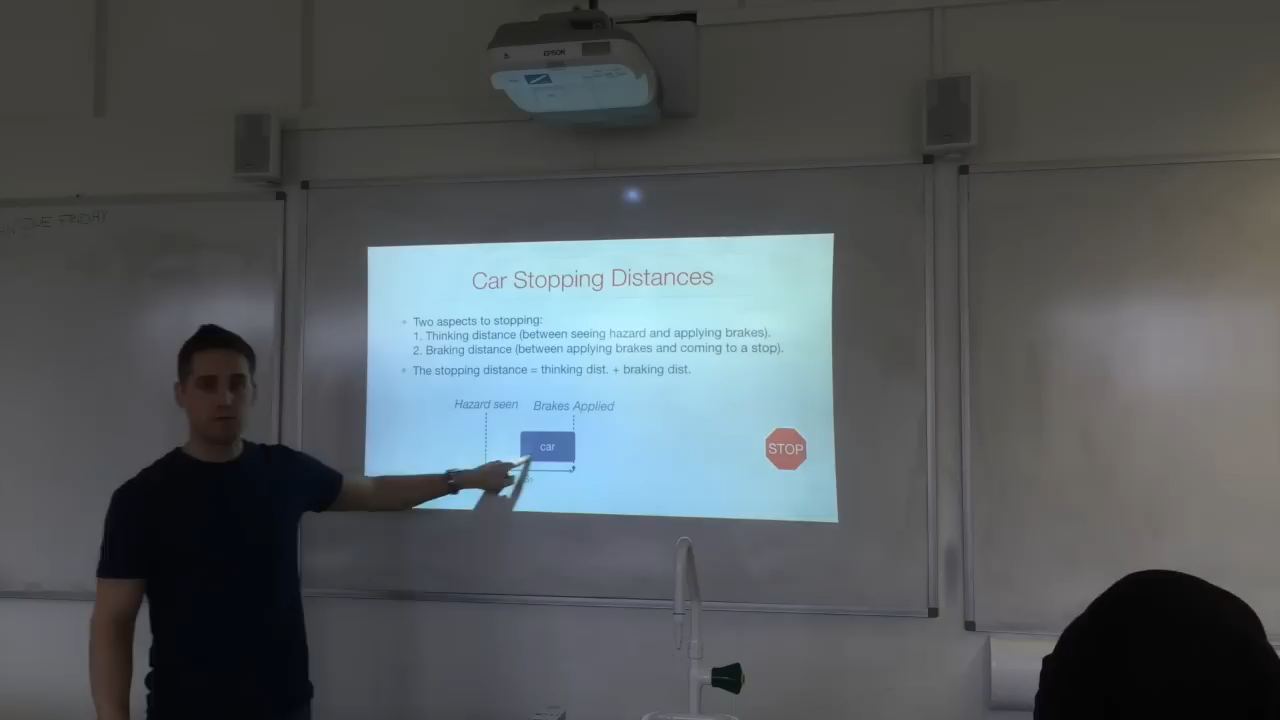 EPSON
Car Stopping Distances
• Two aspects to stopping:
1. Thinking distance (between seeing hazard and applying brakes).
2. Braking distance (between applying brakes and coming to a stop).
• The stopping distance = thinking dist. + braking dist.
Hazard seen
Brakes Applied
car
STOP